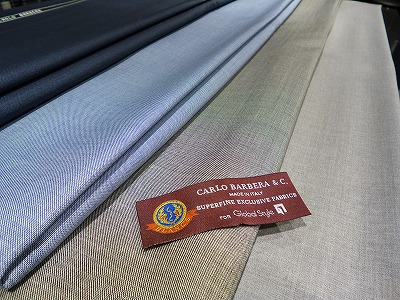 CARLO BARBERA & C.
MADE IN ITALY
SUPERFINE EXCLUSIVE FABRICS
FOR Global Style